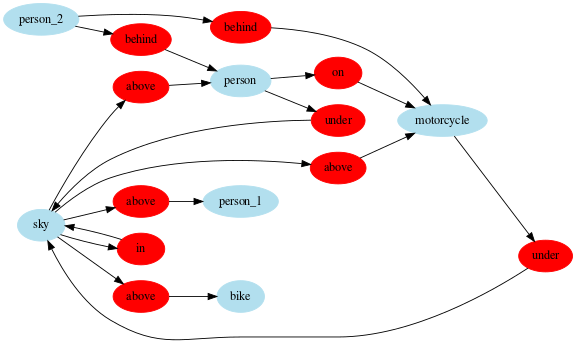 person_2
behind
behind
person
on
above
under
motorcycle
above
sky
above
person_1
in
under
above
bike